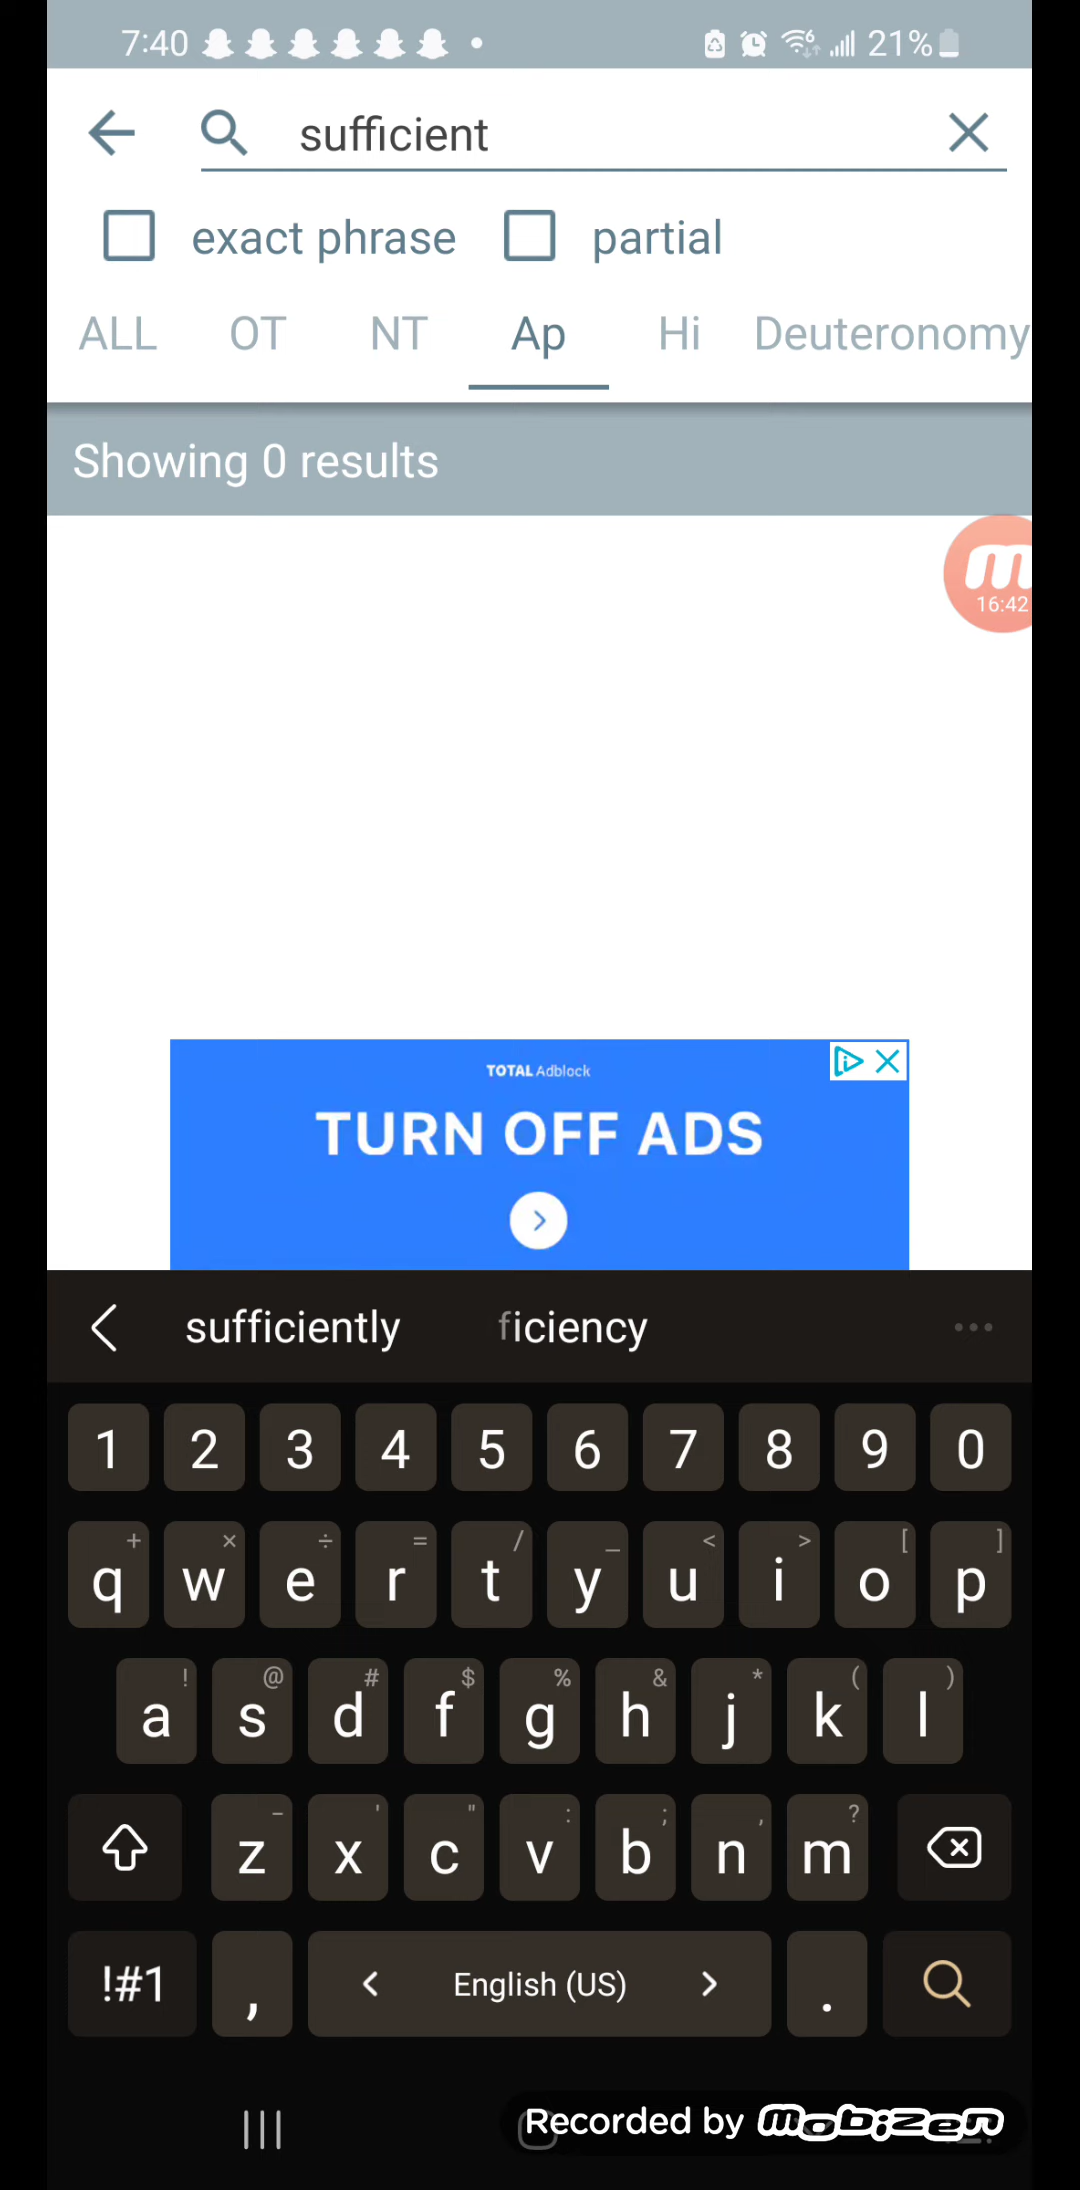 7:40 21%
sufficient
exact phrase partial
ALL OT NT Ap Hi Deuteronomy
Showing 0 results
16:42
TOTAL Adblock
TURN OFF ADS
sufficiently ficiency ...
1 2 3 4 5 6 7 8 9 0
+ × ÷ = / _ < > [ ]
q w e r t y u i o p
! @ # $ % & * ( )
a s d f g h j k l
- ' " : ; , ?
z x c v b n m
!#1 , < English (US) > .
Recorded by mobizen